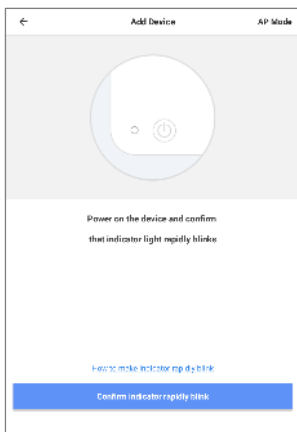 Add Device
AP Mode
Power on the device and confirm
that indicator light rapidly blinks
How to make indicator rapidly blink
Confirm indicator rapidly blink